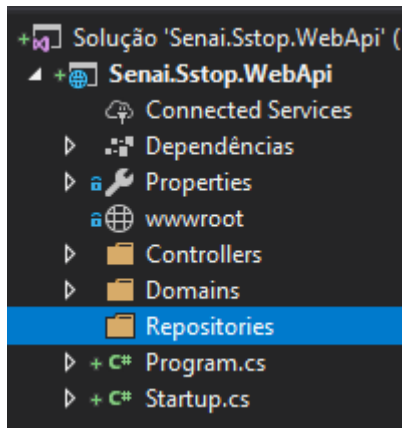 Solução 'Senai.Sstop.WebApi' (
Senai.Sstop.WebApi
Connected Services
Dependências
Properties
wwwroot
Controllers
Domains
Repositories
C# Program.cs
C# Startup.cs